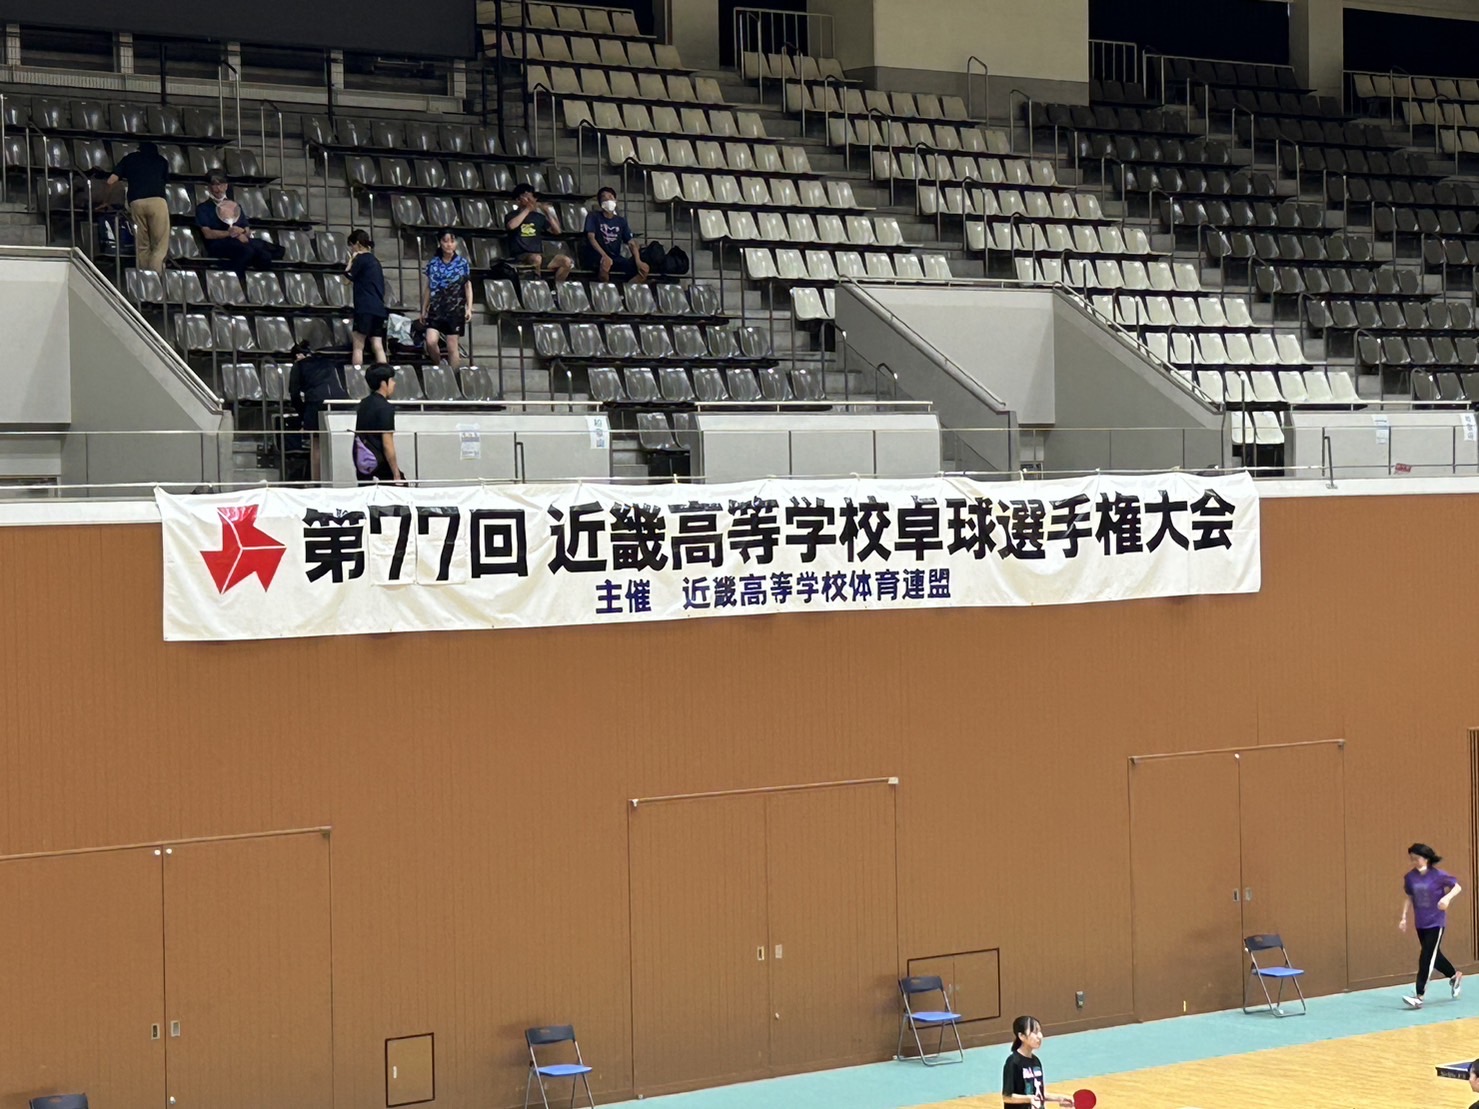 第77回 近畿高等学校卓球選手権大会
主催 近畿高等学校体育連盟